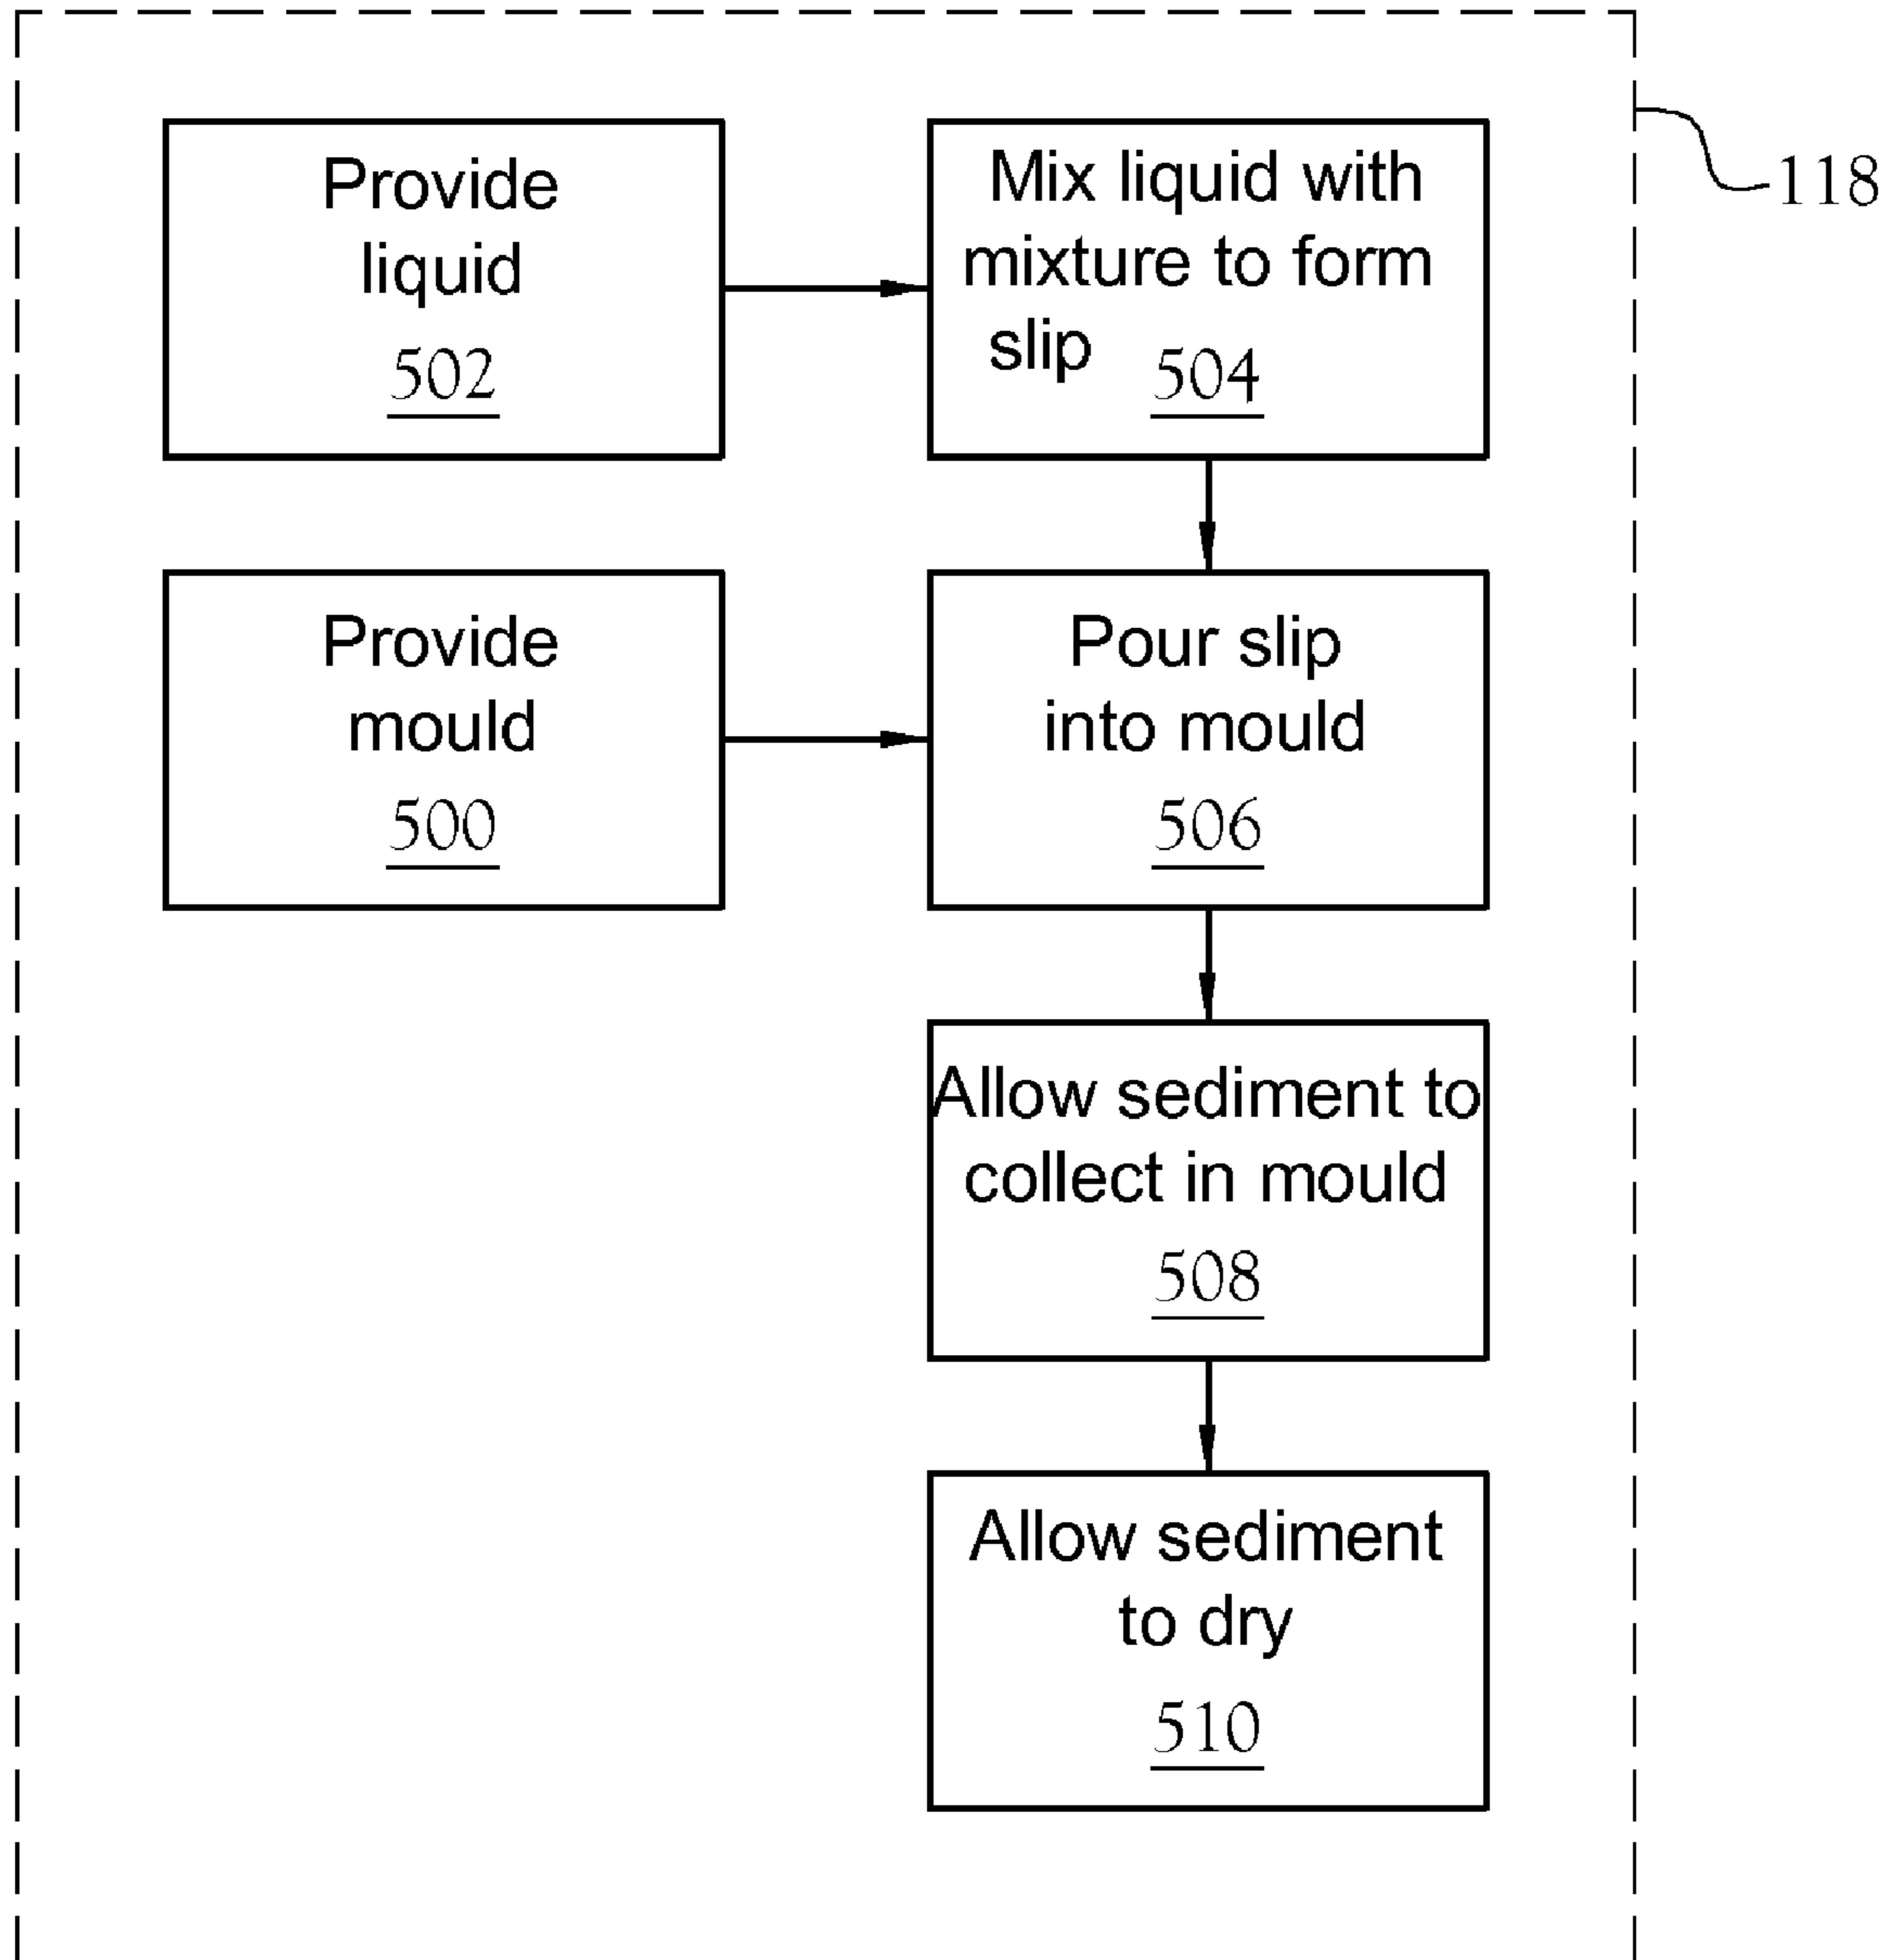 Provide
liquid
502
Mix liquid with
mixture to form
slip 504
118
Provide
mould
500
Pour slip
into mould
506
Allow sediment to
collect in mould
508
Allow sediment
to dry
510